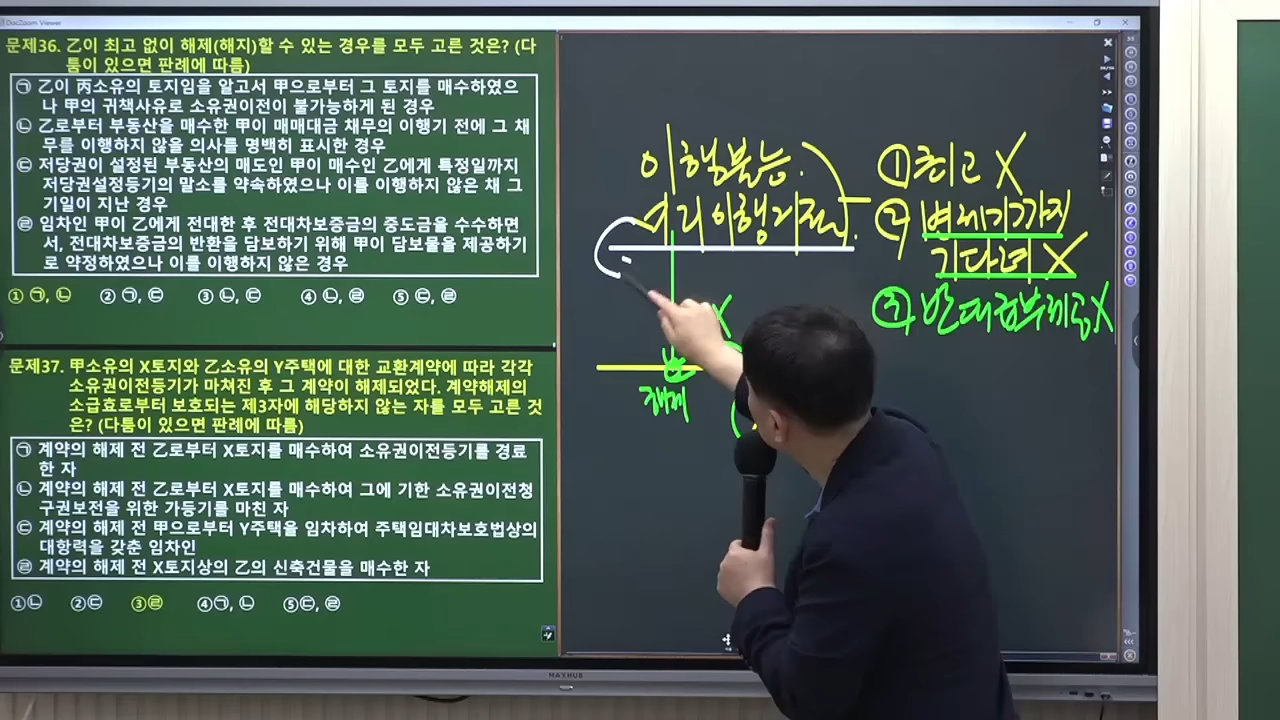 DocZoom Viewer
문제36. 乙이 최고 없이 해제(해지)할 수 있는 경우를 모두 고른 것은? (다
툼이 있으면 판례에 따름)
㉠ 乙이 丙소유의 토지임을 알고서 甲으로부터 그 토지를 매수하였으
나 甲의 귀책사유로 소유권이전이 불가능하게 된 경우
㉡ 乙로부터 부동산을 매수한 甲이 매매대금 채무의 이행기 전에 그 채
무를 이행하지 않을 의사를 명백히 표시한 경우
㉢ 저당권이 설정된 부동산의 매도인 甲이 매수인 乙에게 특정일까지
저당권설정등기의 말소를 약속하였으나 이를 이행하지 않은 채 그
기일이 지난 경우
㉣ 임차인 甲이 乙에게 전대한 후 전대차보증금의 중도금을 수수하면
서, 전대차보증금의 반환을 담보하기 위해 甲이 담보물을 제공하기
로 약정하였으나 이를 이행하지 않은 경우
① ㉠, ㉡ ② ㉠, ㉢ ③ ㉡, ㉢ ④ ㉡, ㉣ ⑤ ㉢, ㉣
문제37. 甲소유의 X토지와 乙소유의 Y주택에 대한 교환계약에 따라 각각
소유권이전등기가 마쳐진 후 그 계약이 해제되었다. 계약해제의
소급효로부터 보호되는 제3자에 해당하지 않는 자를 모두 고른 것
은? (다툼이 있으면 판례에 따름)
㉠ 계약의 해제 전 乙로부터 X토지를 매수하여 소유권이전등기를 경료
한 자
㉡ 계약의 해제 전 乙로부터 X토지를 매수하여 그에 기한 소유권이전청
구권보전을 위한 가등기를 마친 자
㉢ 계약의 해제 전 甲으로부터 Y주택을 임차하여 주택임대차보호법상의
대항력을 갖춘 임차인
㉣ 계약의 해제 전 X토지상의 乙의 신축건물을 매수한 자
①㉡ ②㉢ ③㉣ ④㉠, ㉡ ⑤㉢, ㉣
이행불능.
① 최고 X
② 변제기까지
기다려 X
③ 반대급부제공X
해제
MAXHUB